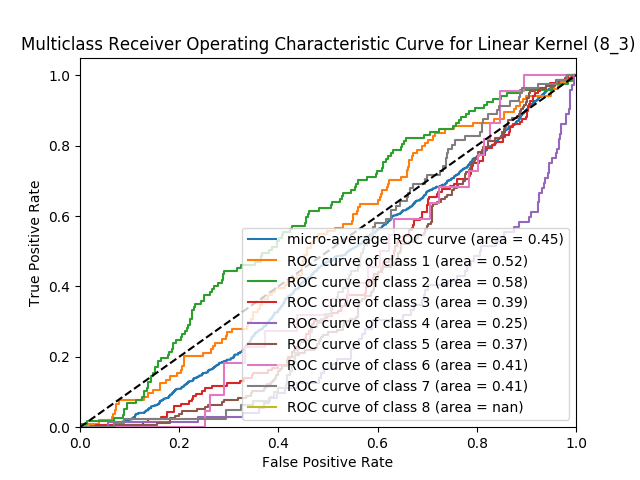 Multiclass Receiver Operating Characteristic Curve for Linear Kernel (8_3)
1.0
0.8
0.6
0.4
0.2
0.0
True Positive Rate
micro-average ROC curve (area = 0.45)
ROC curve of class 1 (area = 0.52)
ROC curve of class 2 (area = 0.58)
ROC curve of class 3 (area = 0.39)
ROC curve of class 4 (area = 0.25)
ROC curve of class 5 (area = 0.37)
ROC curve of class 6 (area = 0.41)
ROC curve of class 7 (area = 0.41)
ROC curve of class 8 (area = nan)
0.0 0.2 0.4 0.6 0.8 1.0
False Positive Rate